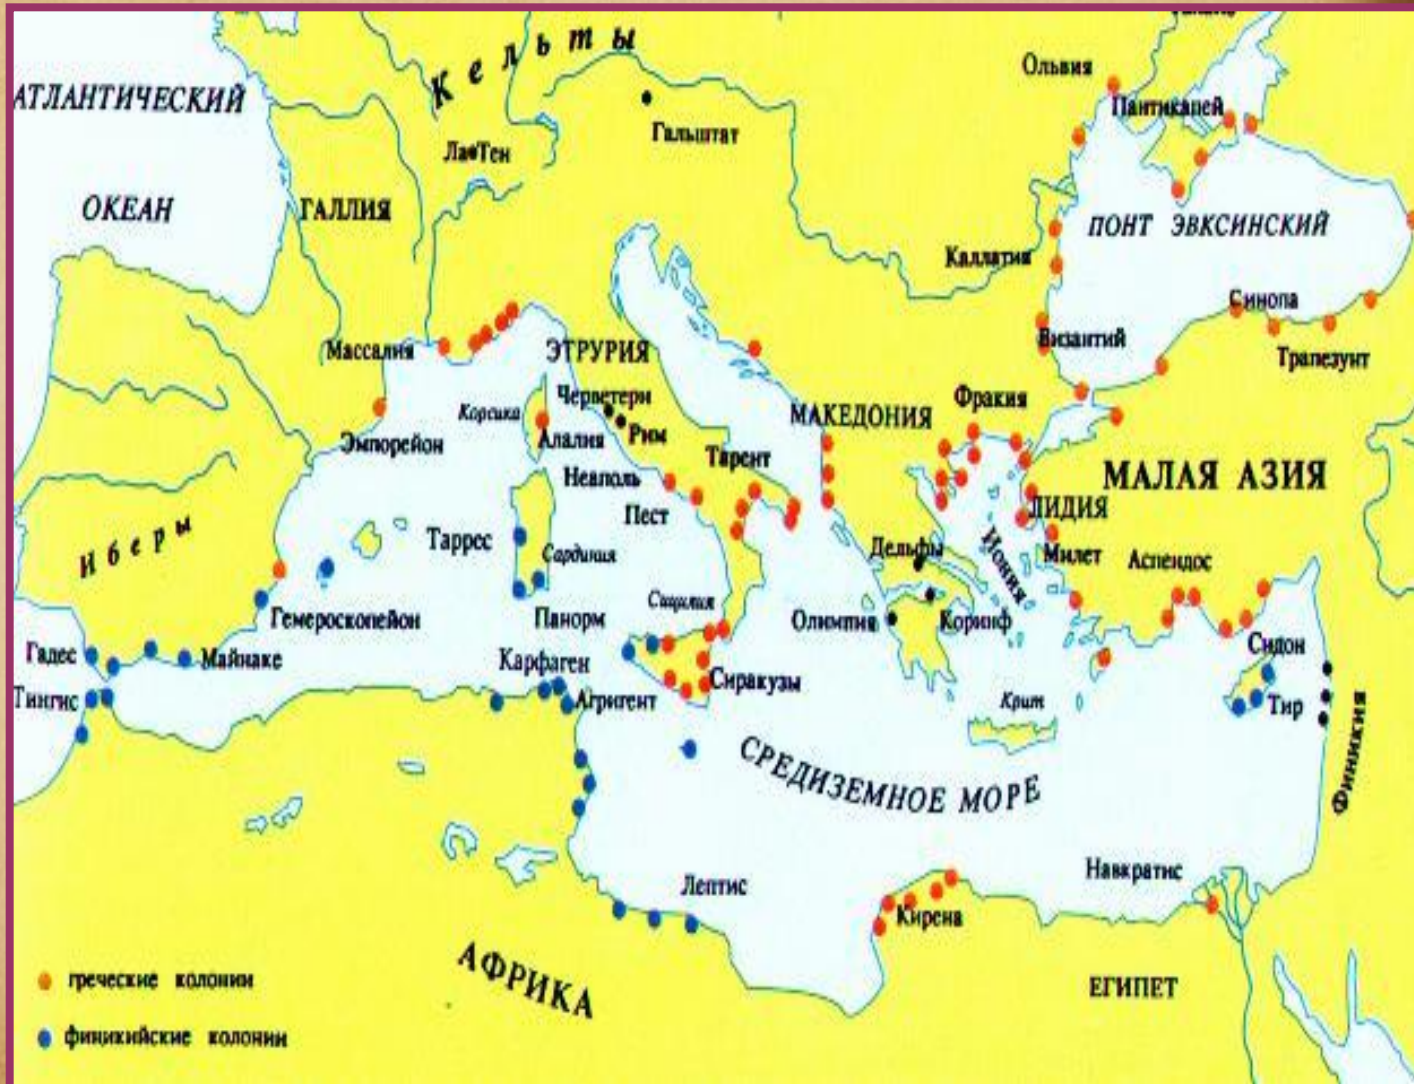 Кельты
Ольвия
АТЛАНТИЧЕСКИЙ
Пантикапей
Гальштат
Ла Тен
ОКЕАН
ГАЛЛИЯ
ПОНТ ЭВКСИНСКИЙ
Каллатия
Синопа
Византий
Массалия
ЭТРУРИЯ
Трапезунт
Черветери
Фракия
Корсика
МАКЕДОНИЯ
Алалия
Рим
Эмпорейон
Тарент
Неаполь
МАЛАЯ АЗИЯ
Пест
ЛИДИЯ
Иберы
Таррес
Сардиния
Дельфы
Иония
Милет
Аспендос
Сицилия
Гемероскопейон
Панорм
Олимпия
Коринф
Гадес
Майнаке
Карфаген
Сидон
Тингис
Агригент
Сиракузы
Крит
Тир
Финикия
СРЕДИЗЕМНОЕ МОРЕ
Навкратис
Лептис
Кирена
АФРИКА
ЕГИПЕТ
греческие колонии
финикийские колонии